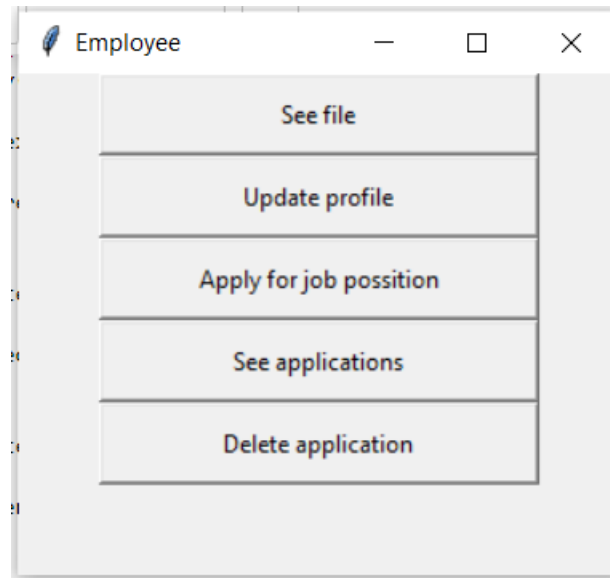 Employee
See file
Update profile
Apply for job possition
See applications
Delete application